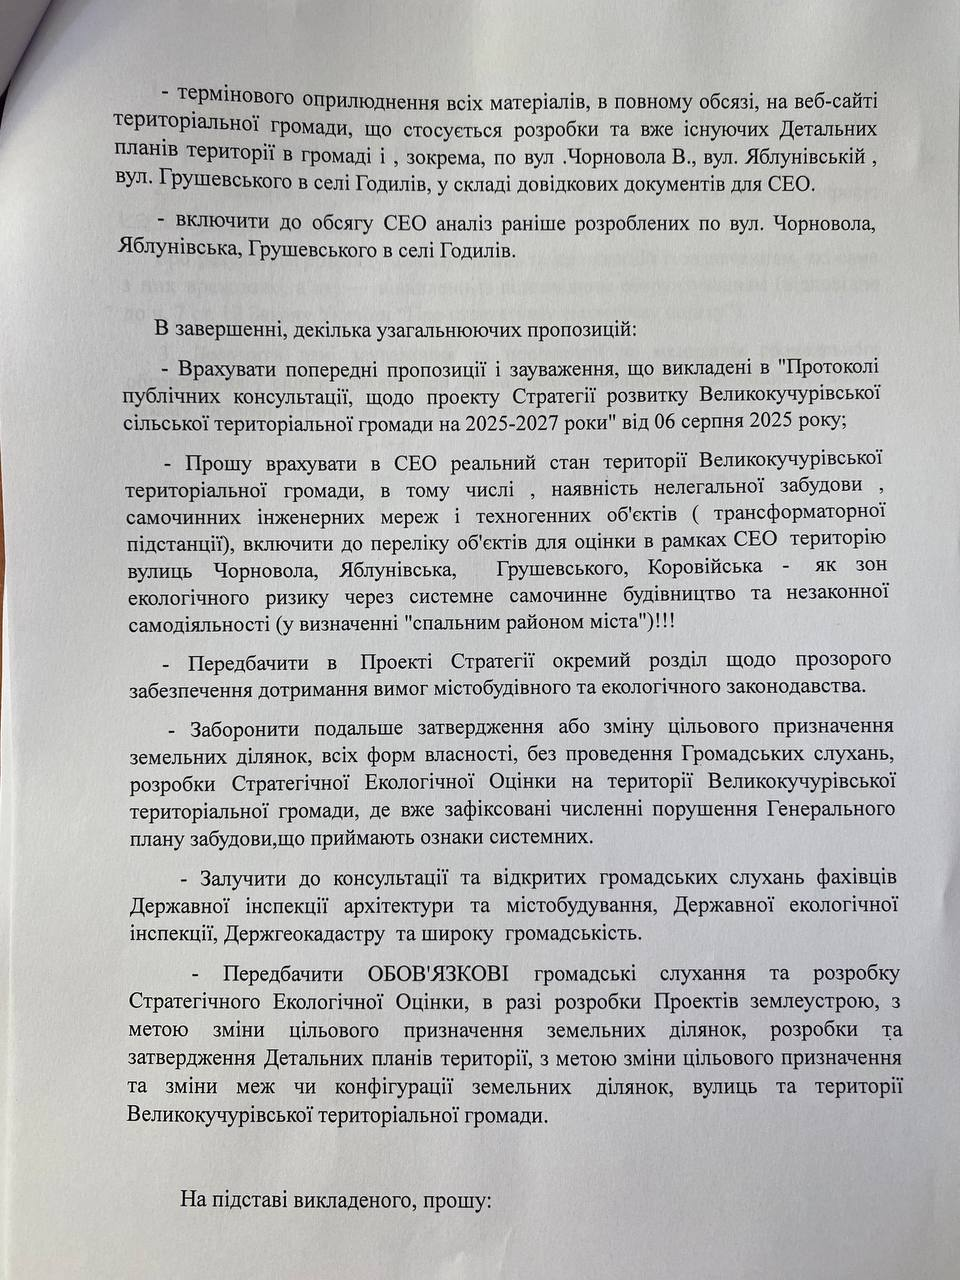 - термінового оприлюднення всіх матеріалів, в повному обсязі, на веб-сайті
територіальної громади, що стосується розробки та вже існуючих Детальних
планів території в громаді і , зокрема, по вул .Чорновола В., вул. Яблунівській ,
вул. Грушевського в селі Годилів, у складі довідкових документів для СЕО.
- включити до обсягу СЕО аналіз раніше розроблених по вул. Чорновола,
Яблунівська, Грушевського в селі Годилів.
В завершенні, декілька узагальнюючих пропозицій:
- Врахувати попередні пропозиції і зауваження, що викладені в "Протоколі
публічних консультації, щодо проекту Стратегії розвитку Великокучурівської
сільської територіальної громади на 2025-2027 роки" від 06 серпня 2025 року;
- Прошу врахувати в СЕО реальний стан території Великокучурівської
територіальної громади, в тому числі , наявність нелегальної забудови ,
самочинних інженерних мереж і техногенних об'єктів ( трансформаторної
підстанції), включити до переліку об'єктів для оцінки в рамках СЕО територію
вулиць Чорновола, Яблунівська, Грушевського, Коровійська - як зон
екологічного ризику через системне самочинне будівництво та незаконної
самодіяльності (у визначенні "спальним районом міста")!!!
- Передбачити в Проекті Стратегії окремий розділ щодо прозорого
забезпечення дотримання вимог містобудівного та екологічного законодавства.
- Заборонити подальше затвердження або зміну цільового призначення
земельних ділянок, всіх форм власності, без проведення Громадських слухань,
розробки Стратегічної Екологічної Оцінки на території Великокучурівської
територіальної громади, де вже зафіксовані численні порушення Генерального
плану забудови,що приймають ознаки системних.
- Залучити до консультації та відкритих громадських слухань фахівців
Державної інспекції архітектури та містобудування, Державної екологічної
інспекції, Держгеокадастру та широку громадськість.
- Передбачити ОБОВ'ЯЗКОВІ громадські слухання та розробку
Стратегічного Екологічної Оцінки, в разі розробки Проектів землеустрою, з
метою зміни цільового призначення земельних ділянок, розробки та
затвердження Детальних планів території, з метою зміни цільового призначення
та зміни меж чи конфігурації земельних ділянок, вулиць та території
Великокучурівської територіальної громади.
На підставі викладеного, прошу: